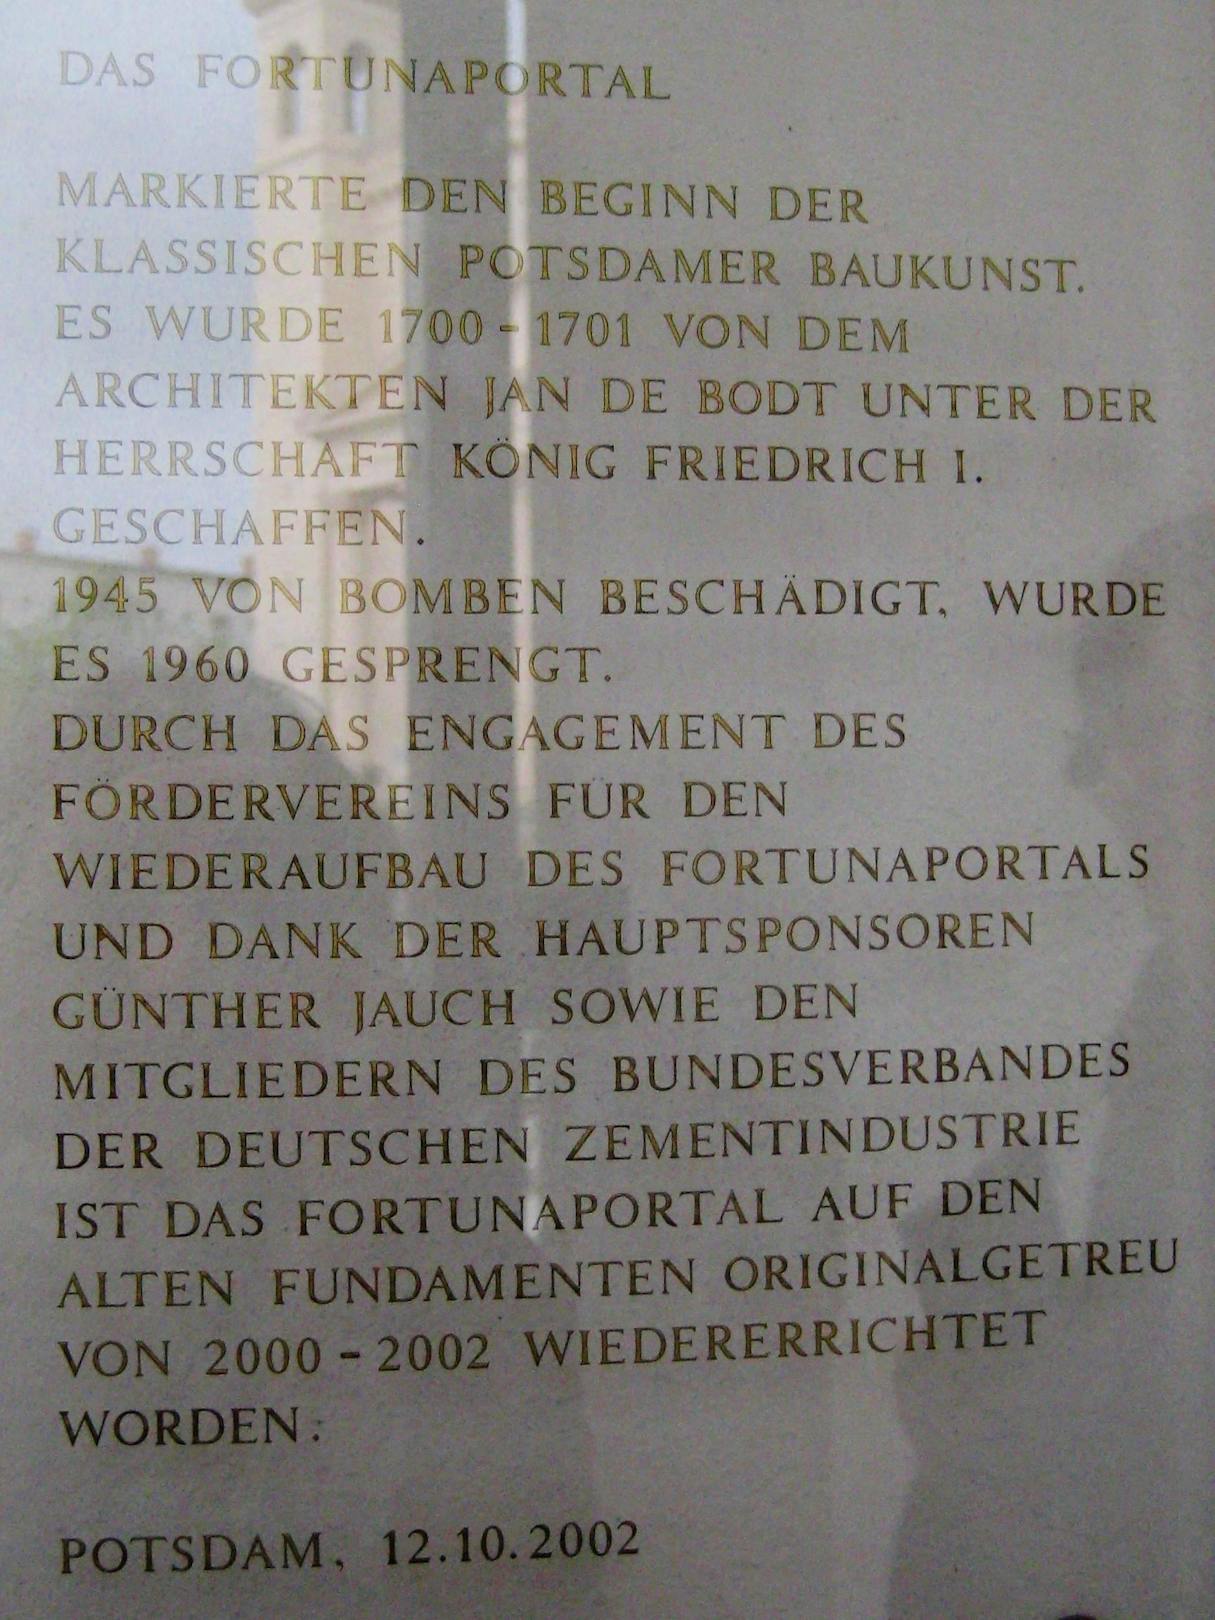 DAS FORTUNAPORTAL
MARKIERTE DEN BEGINN DER
KLASSISCHEN POTSDAMER BAUKUNST.
ES WURDE 1700 - 1701 VON DEM
ARCHITEKTEN JAN DE BODT UNTER DER
HERRSCHAFT KÖNIG FRIEDRICH I.
GESCHAFFEN.
1945 VON BOMBEN BESCHÄDIGT, WURDE
ES 1960 GESPRENGT.
DURCH DAS ENGAGEMENT DES
FÖRDERVEREINS FÜR DEN
WIEDERAUFBAU DES FORTUNAPORTALS
UND DANK DER HAUPTSPONSOREN
GÜNTHER JAUCH SOWIE DEN
MITGLIEDERN DES BUNDESVERBANDES
DER DEUTSCHEN ZEMENTINDUSTRIE
IST DAS FORTUNAPORTAL AUF DEN
ALTEN FUNDAMENTEN ORIGINALGETREU
VON 2000 - 2002 WIEDERERRICHTET
WORDEN.
POTSDAM, 12.10.2002